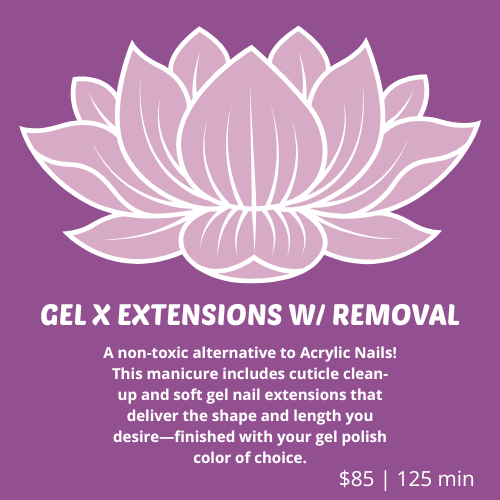 GEL X EXTENSIONS W/ REMOVAL
A non-toxic alternative to Acrylic Nails!
This manicure includes cuticle clean-
up and soft gel nail extensions that
deliver the shape and length you
desire—finished with your gel polish
color of choice.
$85 | 125 min